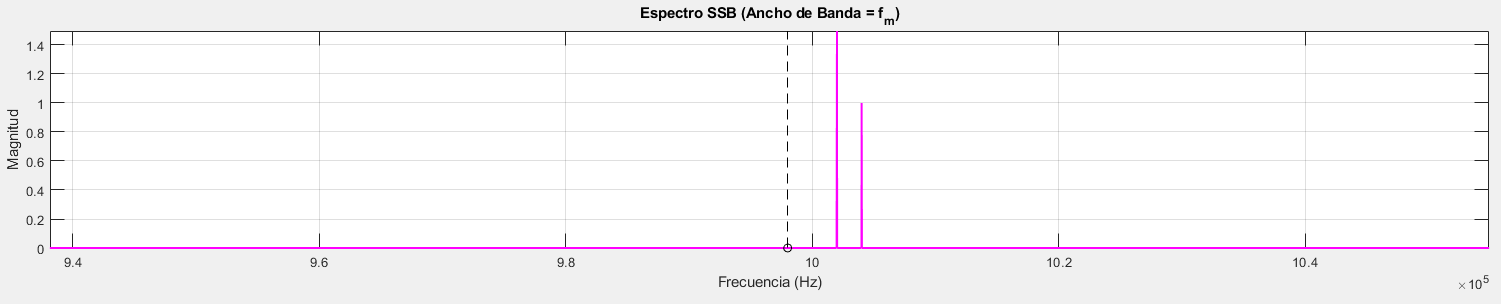 Espectro SSB (Ancho de Banda = fm)
Magnitud
1.4
1.2
1
0.8
0.6
0.4
0.2
0
9.4 9.6 9.8 10 10.2 10.4
Frecuencia (Hz)
×10^5